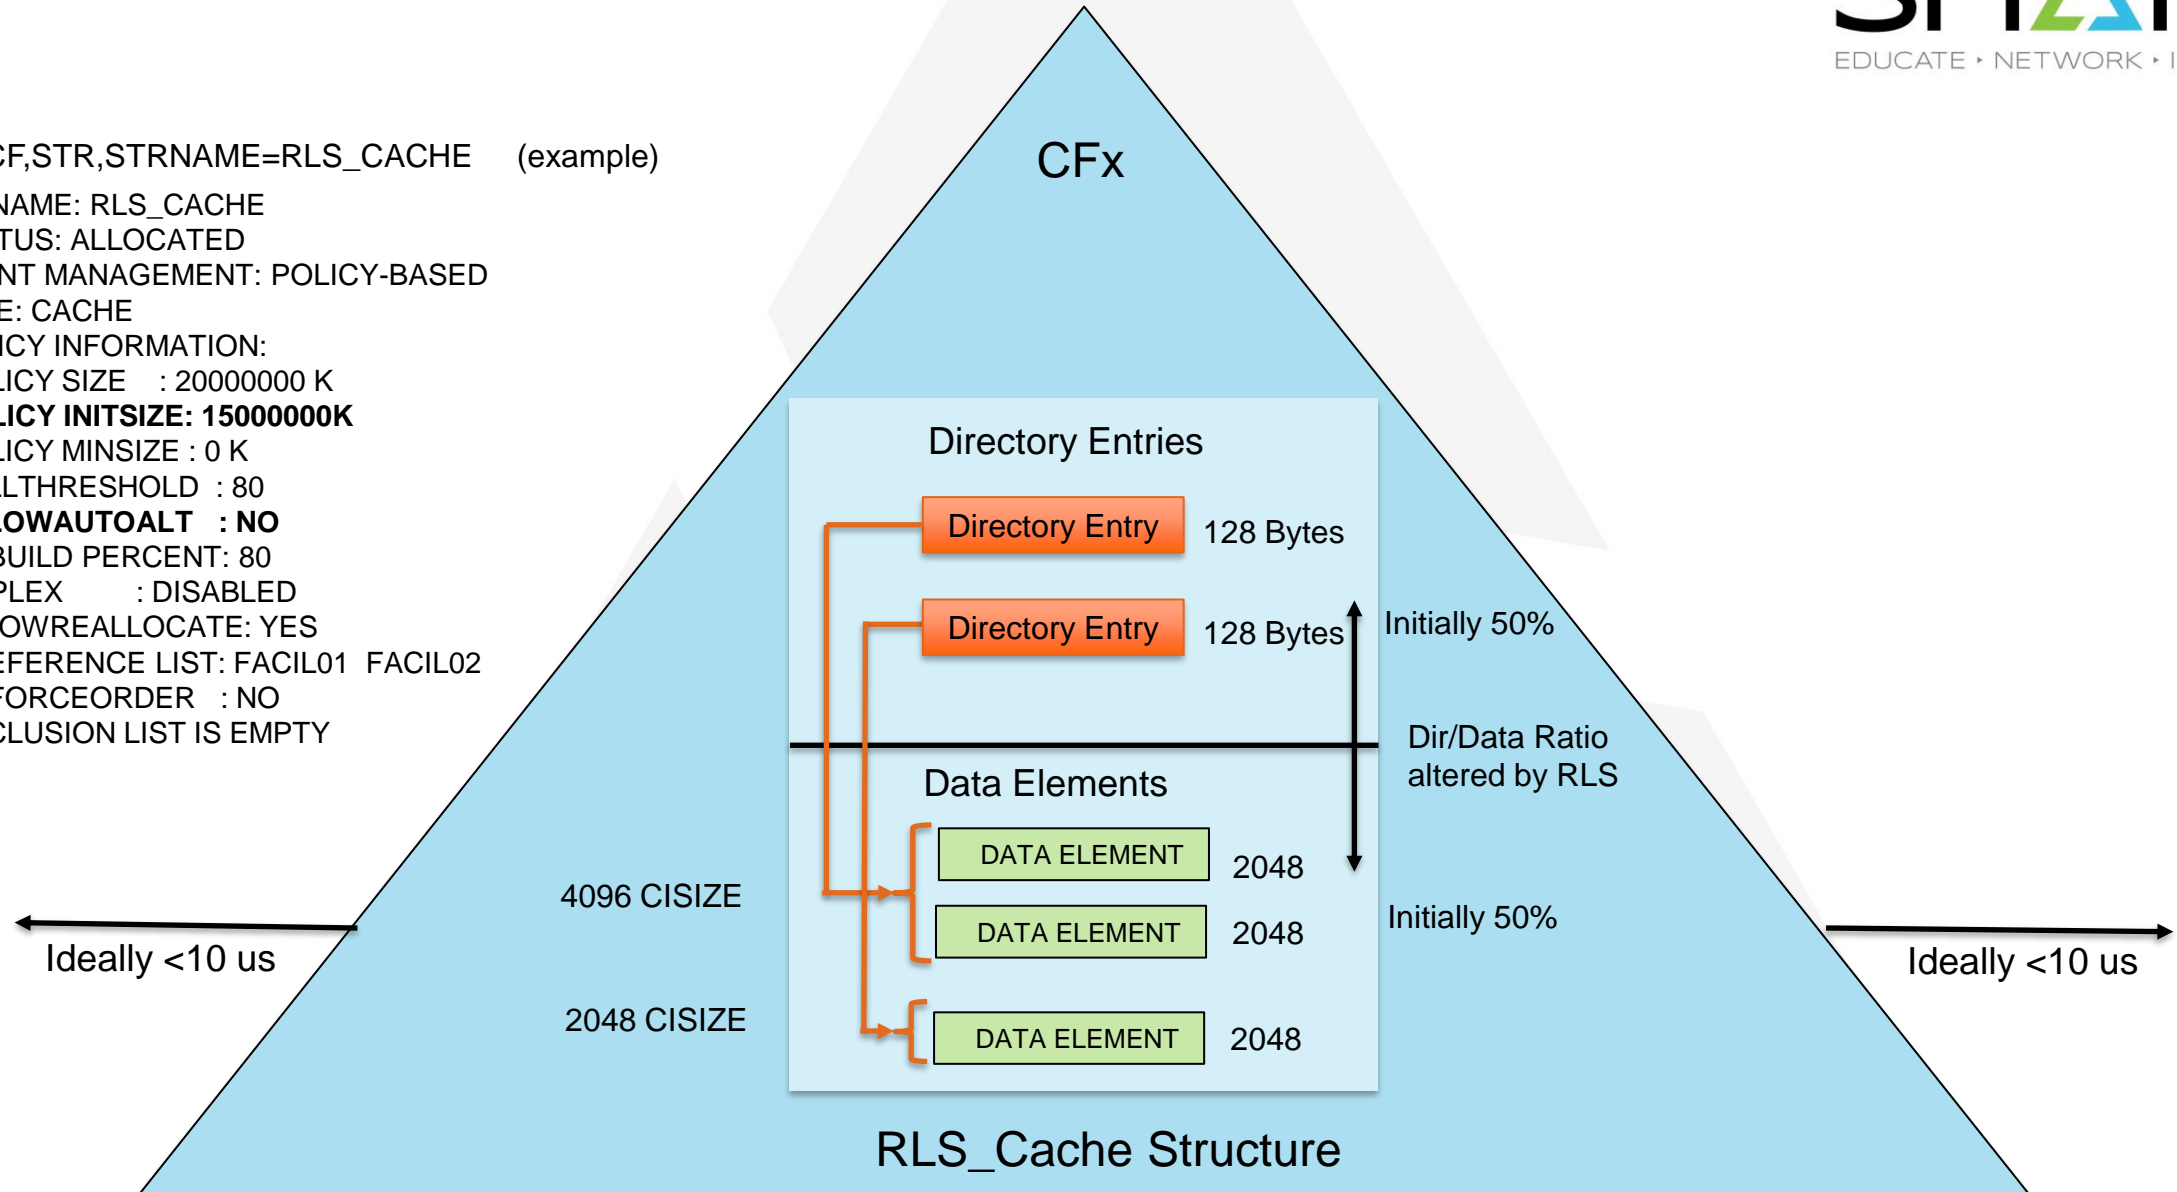 EDUCATE ‣ NETWORK ‣ I
CF,STR,STRNAME=RLS_CACHE (example)
NAME: RLS_CACHE
TUS: ALLOCATED
NT MANAGEMENT: POLICY-BASED
E: CACHE
ICY INFORMATION:
LICY SIZE : 20000000 K
LICY INITSIZE: 15000000K
LICY MINSIZE : 0 K
LLTHRESHOLD : 80
LOWAUTOALT : NO
BUILD PERCENT: 80
PLEX : DISABLED
OWREALLOCATE: YES
EFERENCE LIST: FACIL01 FACIL02
FORCEORDER : NO
CLUSION LIST IS EMPTY
CFx
Directory Entries
Directory Entry 128 Bytes
Directory Entry 128 Bytes
Initially 50%
Dir/Data Ratio
altered by RLS
Data Elements
DATA ELEMENT 2048
4096 CISIZE
DATA ELEMENT 2048
Initially 50%
2048 CISIZE
DATA ELEMENT 2048
Ideally <10 us
Ideally <10 us
RLS_Cache Structure